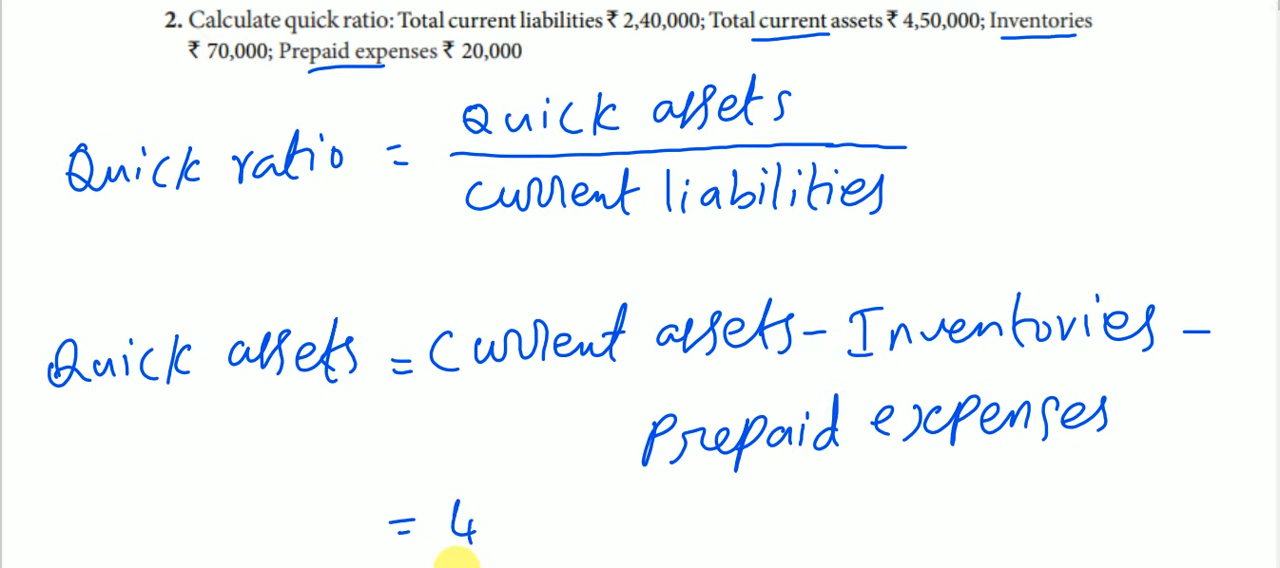 2. Calculate quick ratio: Total current liabilities ₹ 2,40,000; Total current assets ₹ 4,50,000; Inventories
₹ 70,000; Prepaid expenses ₹ 20,000
Quick ratio = Quick assets / current liabilities
Quick assets = Current assets - Inventories -
Prepaid expenses
= 4